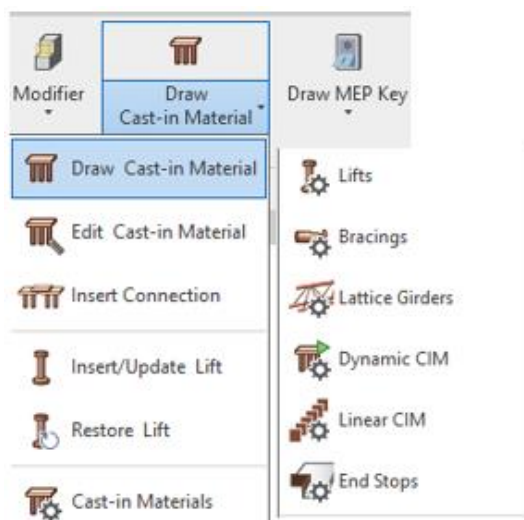 Modifier
Draw
Cast-in Material
Draw MEP Key
Draw Cast-in Material
Edit Cast-in Material
Insert Connection
Insert/Update Lift
Restore Lift
Cast-in Materials
Lifts
Bracings
Lattice Girders
Dynamic CIM
Linear CIM
End Stops